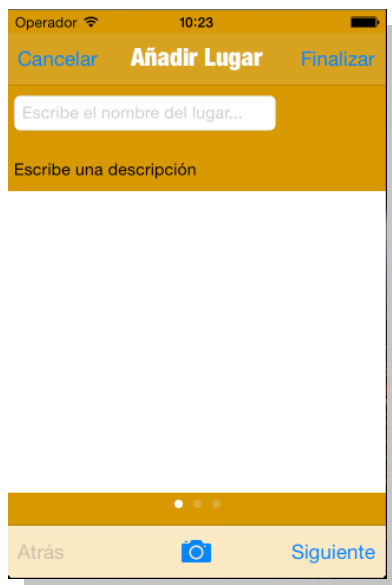 Operador 10:23
Cancelar Añadir Lugar Finalizar
Escribe el nombre del lugar...
Escribe una descripción
Atrás Siguiente